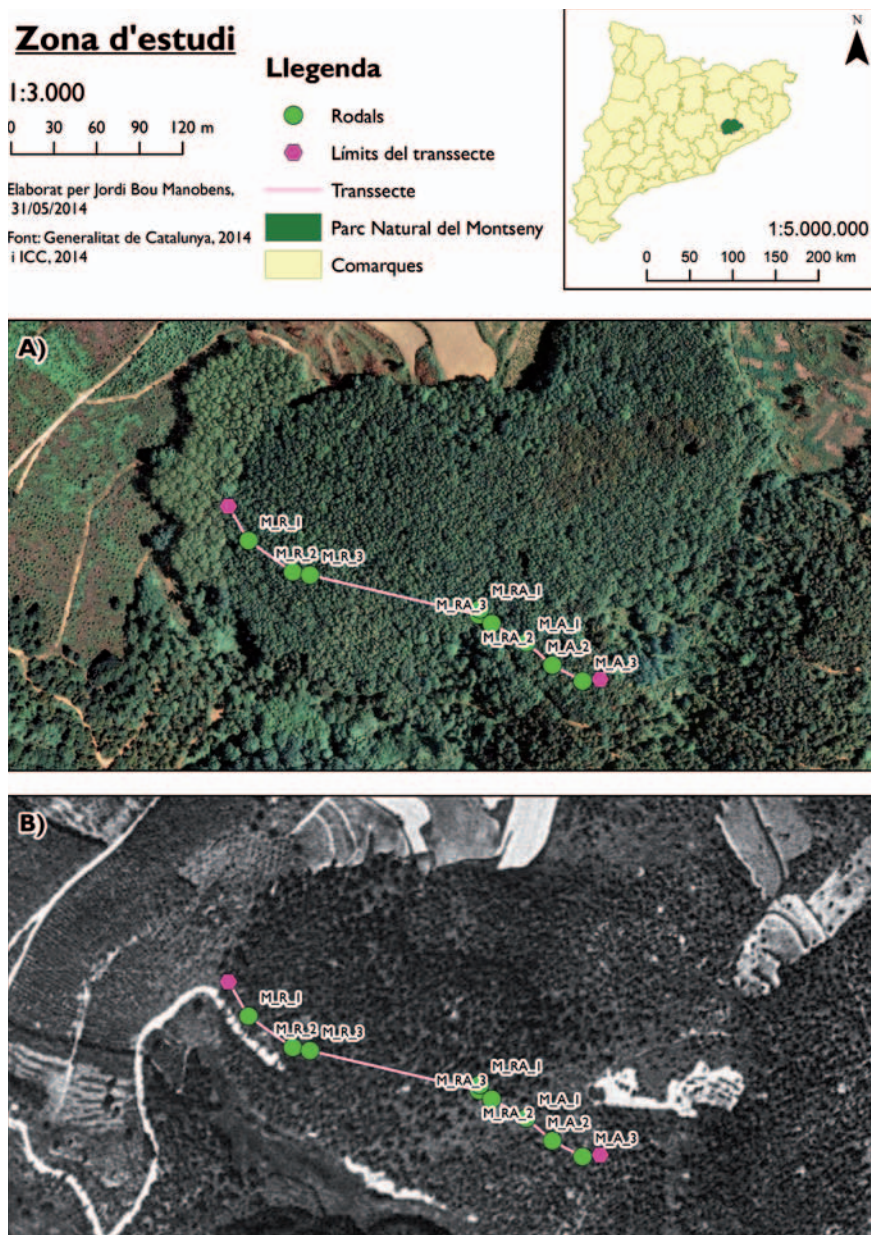 Zona d'estudi
1:3.000
0 30 60 90 120 m
Elaborat per Jordi Bou Manobens,
31/05/2014
Font: Generalitat de Catalunya, 2014
i ICC, 2014
Llegenda
Rodals
Límits del transsecte
Transsecte
Parc Natural del Montseny
Comarques
N
1:5.000.000
0 50 100 150 200 km
A)
M_R_1
M_R_2 M_R_3
M_RA_3 M_RA_1
M_RA_2 M_A_1
M_A_2
M_A_3
B)
M_R_1
M_R_2 M_R_3
M_RA_3 M_RA_1
M_RA_2 M_A_1
M_A_2
M_A_3